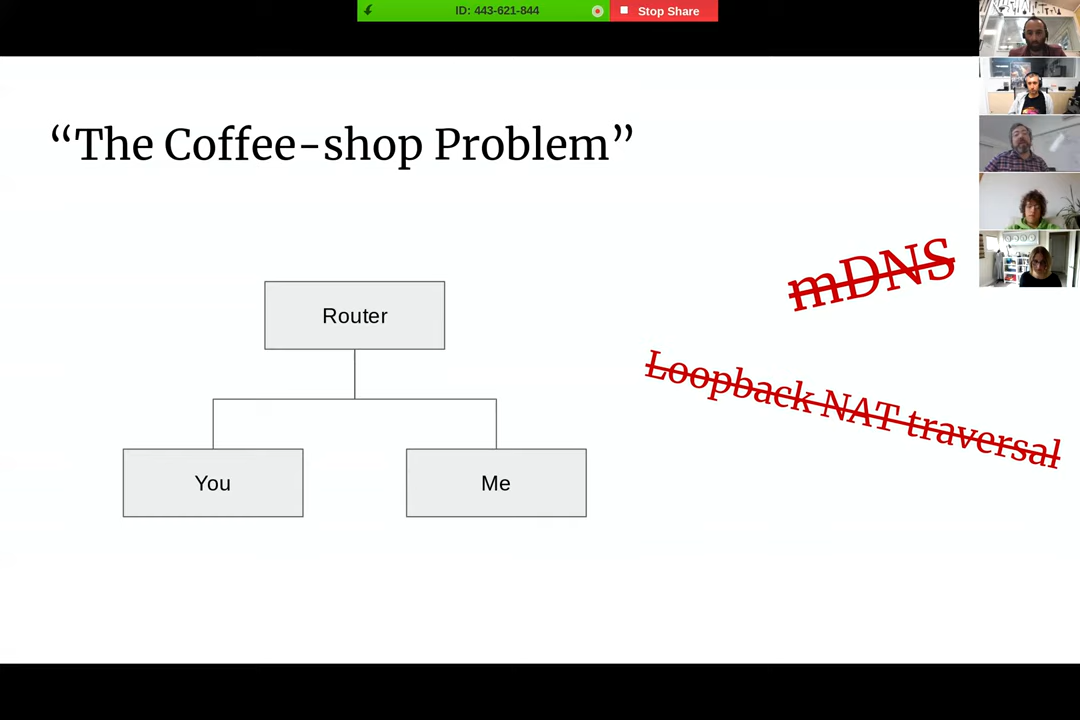 ID: 443-621-844
Stop Share
“The Coffee-shop Problem”
mDNS
Router
Loopback NAT traversal
You
Me